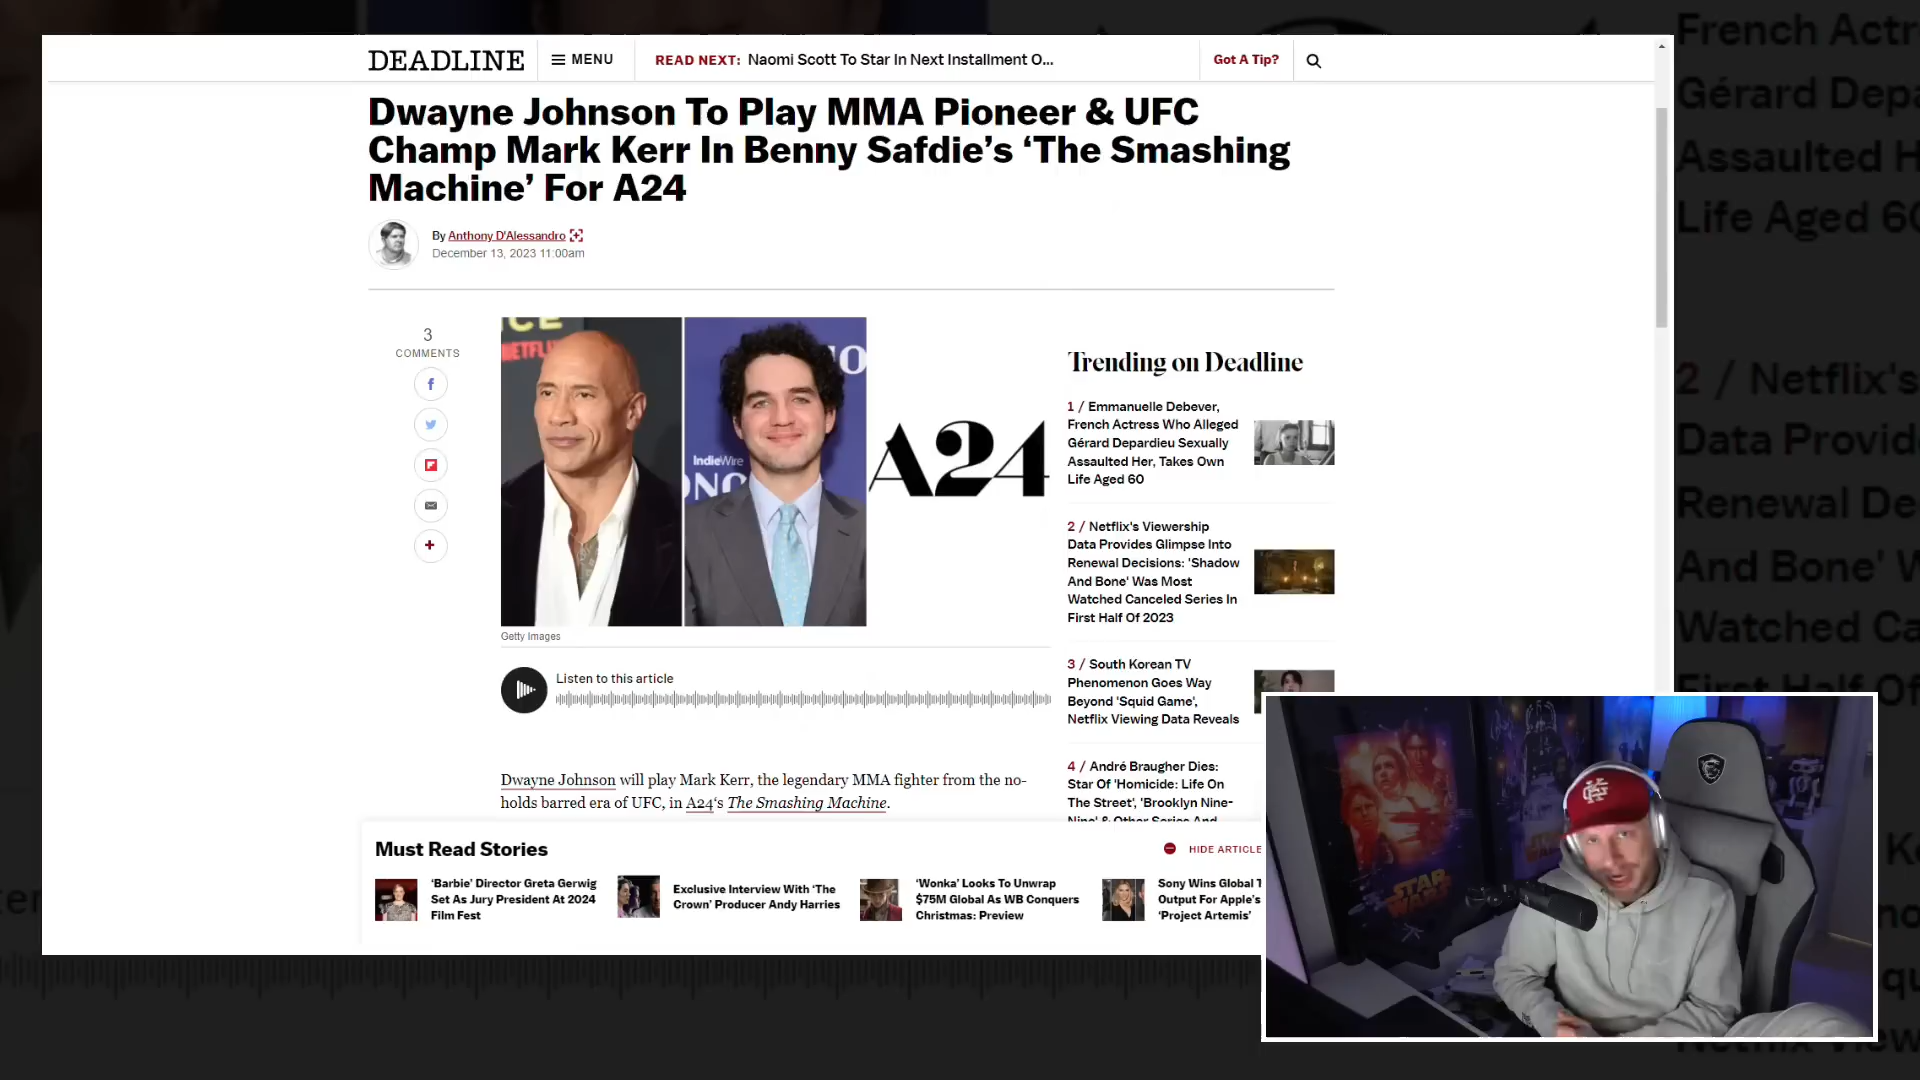 DEADLINE
MENU
READ NEXT: Naomi Scott To Star In Next Installment O...
Got A Tip?
Dwayne Johnson To Play MMA Pioneer & UFC
Champ Mark Kerr In Benny Safdie’s ‘The Smashing
Machine’ For A24
By Anthony D'Alessandro
December 13, 2023 11:00am
3
COMMENTS
NETFL
IndieWire
A24
Getty Images
Listen to this article
Dwayne Johnson will play Mark Kerr, the legendary MMA fighter from the no-
holds barred era of UFC, in A24‘s The Smashing Machine.
Trending on Deadline
1 / Emmanuelle Debever,
French Actress Who Alleged
Gérard Depardieu Sexually
Assaulted Her, Takes Own
Life Aged 60
2 / Netflix's Viewership
Data Provides Glimpse Into
Renewal Decisions: 'Shadow
And Bone' Was Most
Watched Canceled Series In
First Half Of 2023
3 / South Korean TV
Phenomenon Goes Way
Beyond 'Squid Game',
Netflix Viewing Data Reveals
4 / André Braugher Dies:
Star Of 'Homicide: Life On
The Street', 'Brooklyn Nine-
Nine' & Other Series And
Must Read Stories
HIDE ARTICLE
‘Barbie’ Director Greta Gerwig
Set As Jury President At 2024
Film Fest
Exclusive Interview With ‘The
Crown’ Producer Andy Harries
‘Wonka’ Looks To Unwrap
$75M Global As WB Conquers
Christmas: Preview
Sony Wins Global T
Output For Apple’s
‘Project Artemis’
French Actr
Gérard Depa
Assaulted H
Life Aged 60
2 / Netflix's
Data Provid
Renewal De
And Bone' W
Watched Ca
First Half Of
STAR
WARS